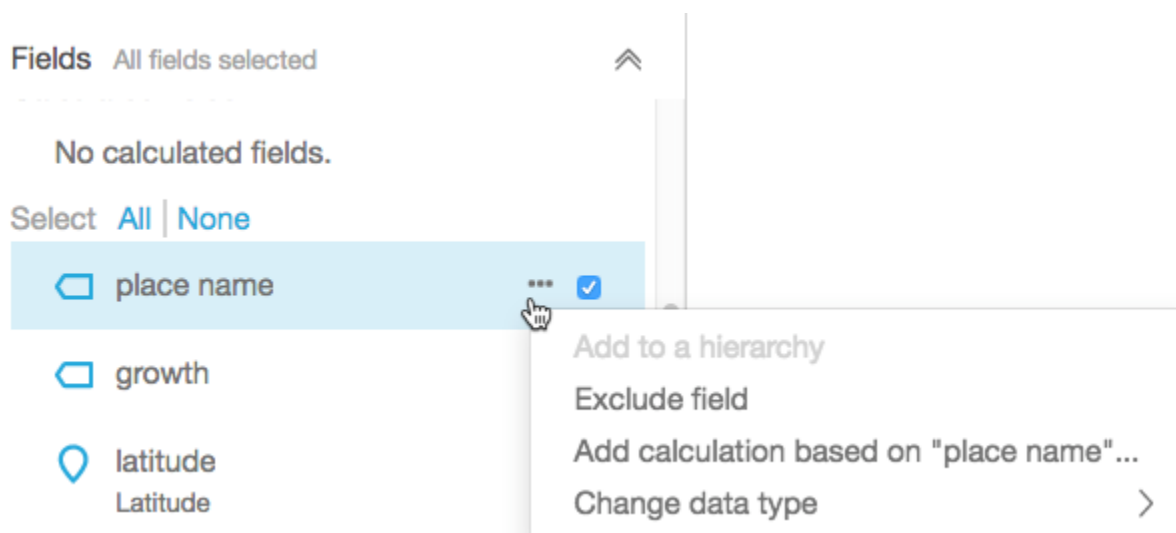 Fields All fields selected
No calculated fields.
Select All None
place name
growth
latitude
Latitude
Add to a hierarchy
Exclude field
Add calculation based on "place name"...
Change data type